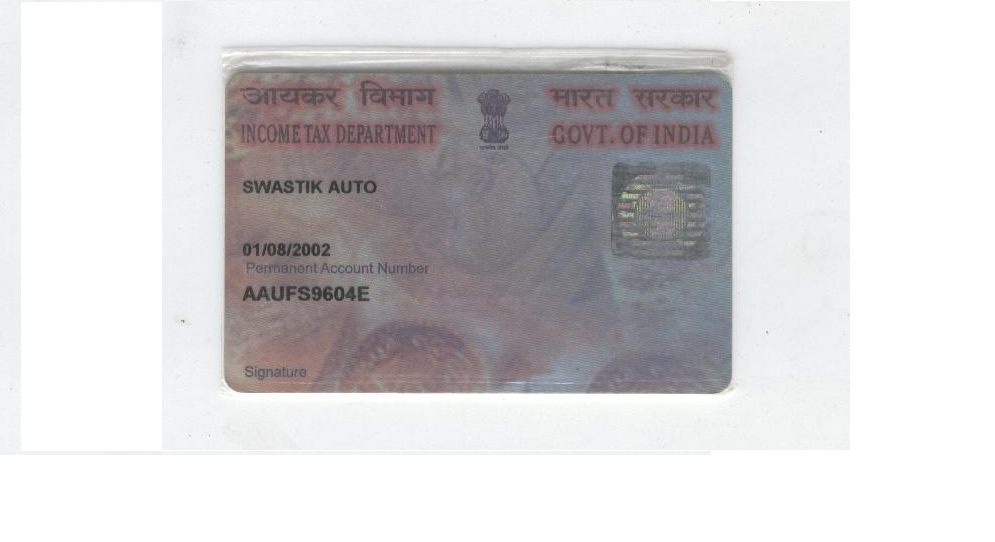 आयकर विभाग
भारत सरकार
INCOME TAX DEPARTMENT
GOVT. OF INDIA
SWASTIK AUTO
01/08/2002
Permanent Account Number
AAUFS9604E
Signature